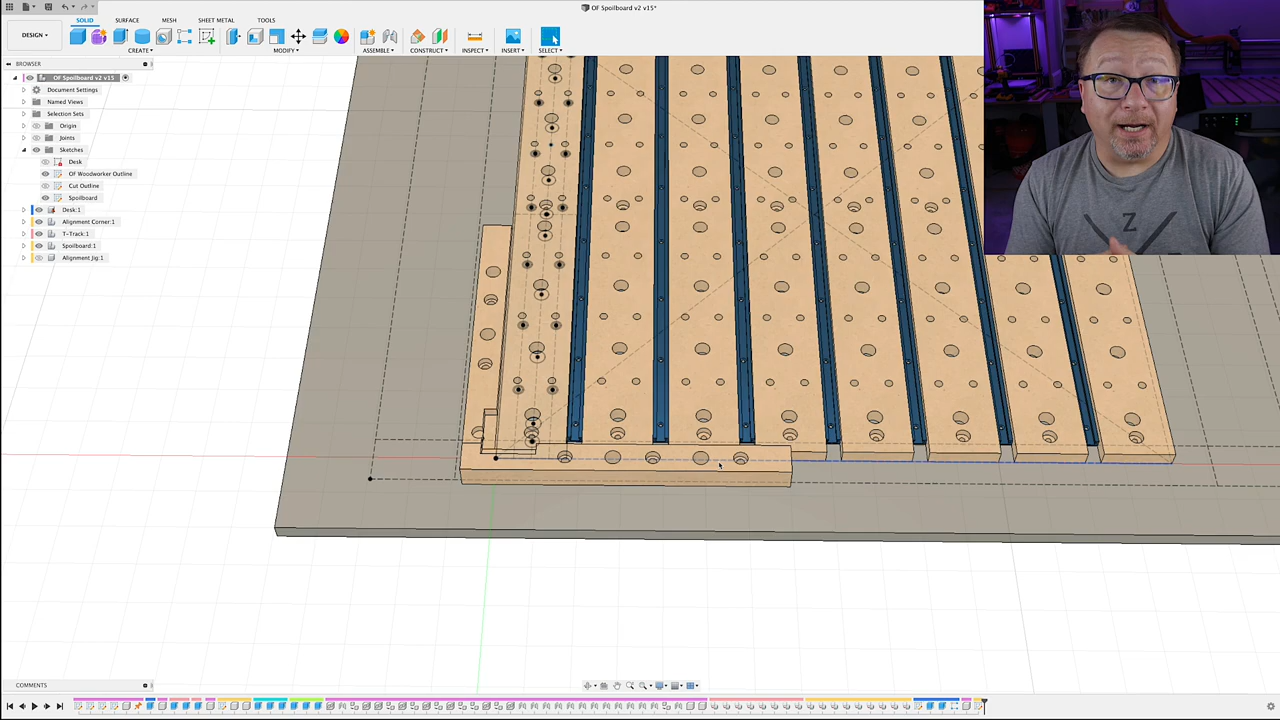 OF Spoilboard v2 v15*
DESIGN
SOLID
SURFACE
MESH
SHEET METAL
TOOLS
CREATE
MODIFY
ASSEMBLE
CONSTRUCT
INSPECT
INSERT
SELECT
BROWSER
OF Spoilboard v2 v15
Document Settings
Named Views
Selection Sets
Origin
Joints
Sketches
Desk
OF Woodworker Outline
Cut Outline
Spoilboard
Desk:1
Alignment Corner:1
T-Track:1
Spoilboard:1
Alignment Jig:1
Z
COMMENTS